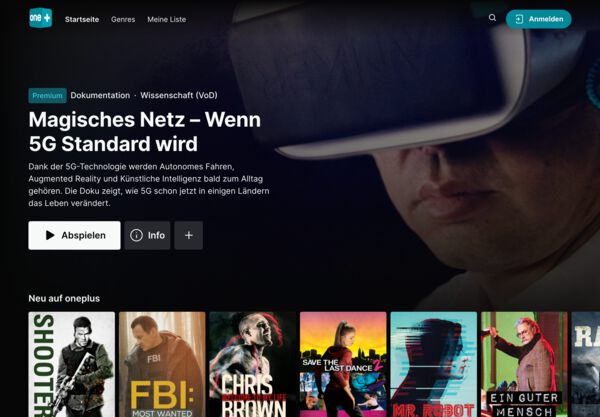 one +
Startseite
Genres
Meine Liste
Anmelden
Premium
Dokumentation · Wissenschaft (VoD)
Magisches Netz – Wenn
5G Standard wird
Dank der 5G-Technologie werden Autonomes Fahren,
Augmented Reality und Künstliche Intelligenz bald zum Alltag
gehören. Die Doku zeigt, wie 5G schon jetzt in einigen Ländern
das Leben verändert.
Abspielen
Info
Neu auf oneplus
SHOOTER
FBI
FBI:
MOST WANTED
CHRIS
BROWN
SAVE THE
LAST DANCE 2
MR. ROBOT
EIN GUTER
MENSCH